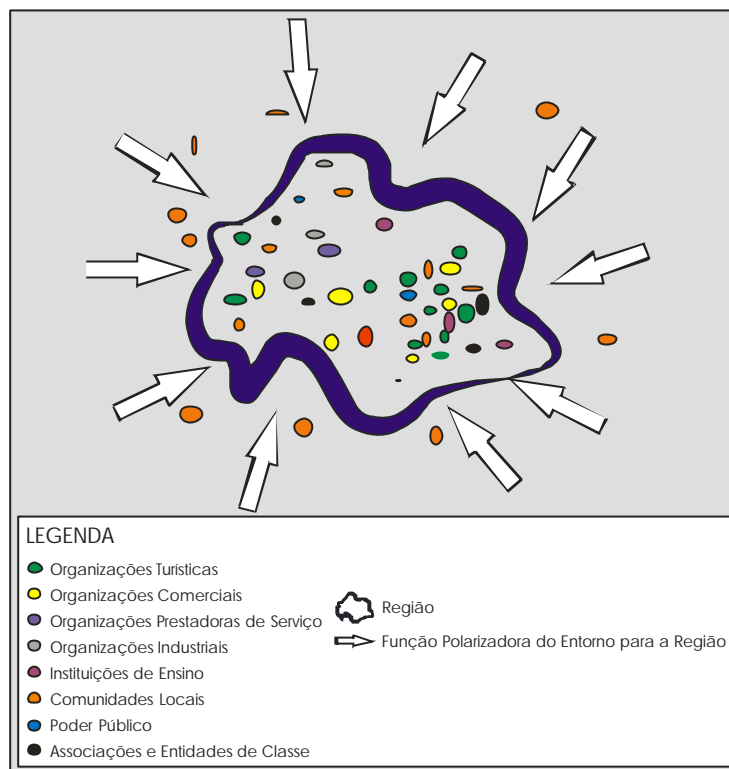 LEGENDA
Organizações Turísticas
Organizações Comerciais
Organizações Prestadoras de Serviço
Organizações Industriais
Instituições de Ensino
Comunidades Locais
Poder Público
Associações e Entidades de Classe
Região
Função Polarizadora do Entorno para a Região